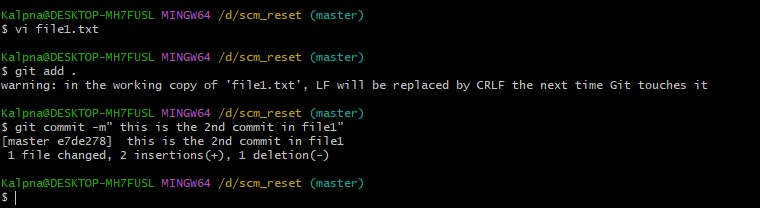 Kalpna@DESKTOP-MH7FUSL MINGW64 /d/scm_reset (master)
$ vi file1.txt
Kalpna@DESKTOP-MH7FUSL MINGW64 /d/scm_reset (master)
$ git add .
warning: in the working copy of 'file1.txt', LF will be replaced by CRLF the next time Git touches it
Kalpna@DESKTOP-MH7FUSL MINGW64 /d/scm_reset (master)
$ git commit -m" this is the 2nd commit in file1"
[master e7de278]  this is the 2nd commit in file1
 1 file changed, 2 insertions(+), 1 deletion(-)
Kalpna@DESKTOP-MH7FUSL MINGW64 /d/scm_reset (master)
$